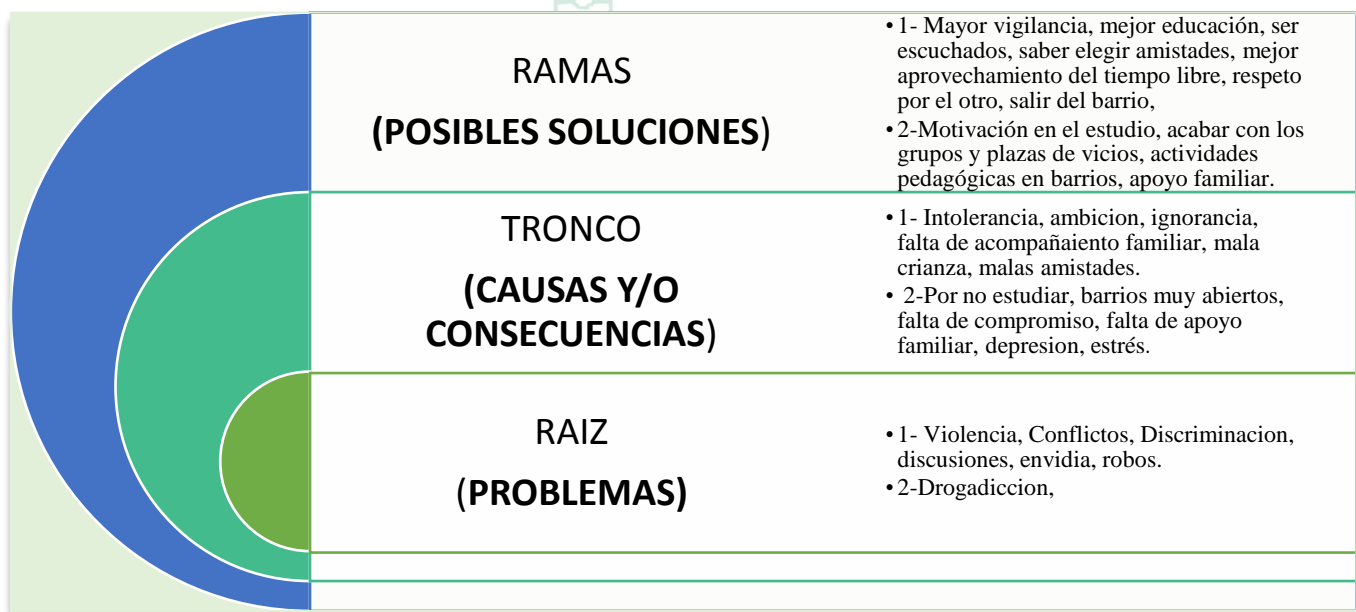 RAMAS
(POSIBLES SOLUCIONES)
• 1- Mayor vigilancia, mejor educación, ser
escuchados, saber elegir amistades, mejor
aprovechamiento del tiempo libre, respeto
por el otro, salir del barrio,
• 2-Motivación en el estudio, acabar con los
grupos y plazas de vicios, actividades
pedagógicas en barrios, apoyo familiar.
TRONCO
(CAUSAS Y/O
CONSECUENCIAS)
• 1- Intolerancia, ambicion, ignorancia,
falta de acompañaiento familiar, mala
crianza, malas amistades.
• 2-Por no estudiar, barrios muy abiertos,
falta de compromiso, falta de apoyo
familiar, depresion, estrés.
RAIZ
(PROBLEMAS)
• 1- Violencia, Conflictos, Discriminacion,
discusiones, envidia, robos.
• 2-Drogadiccion,